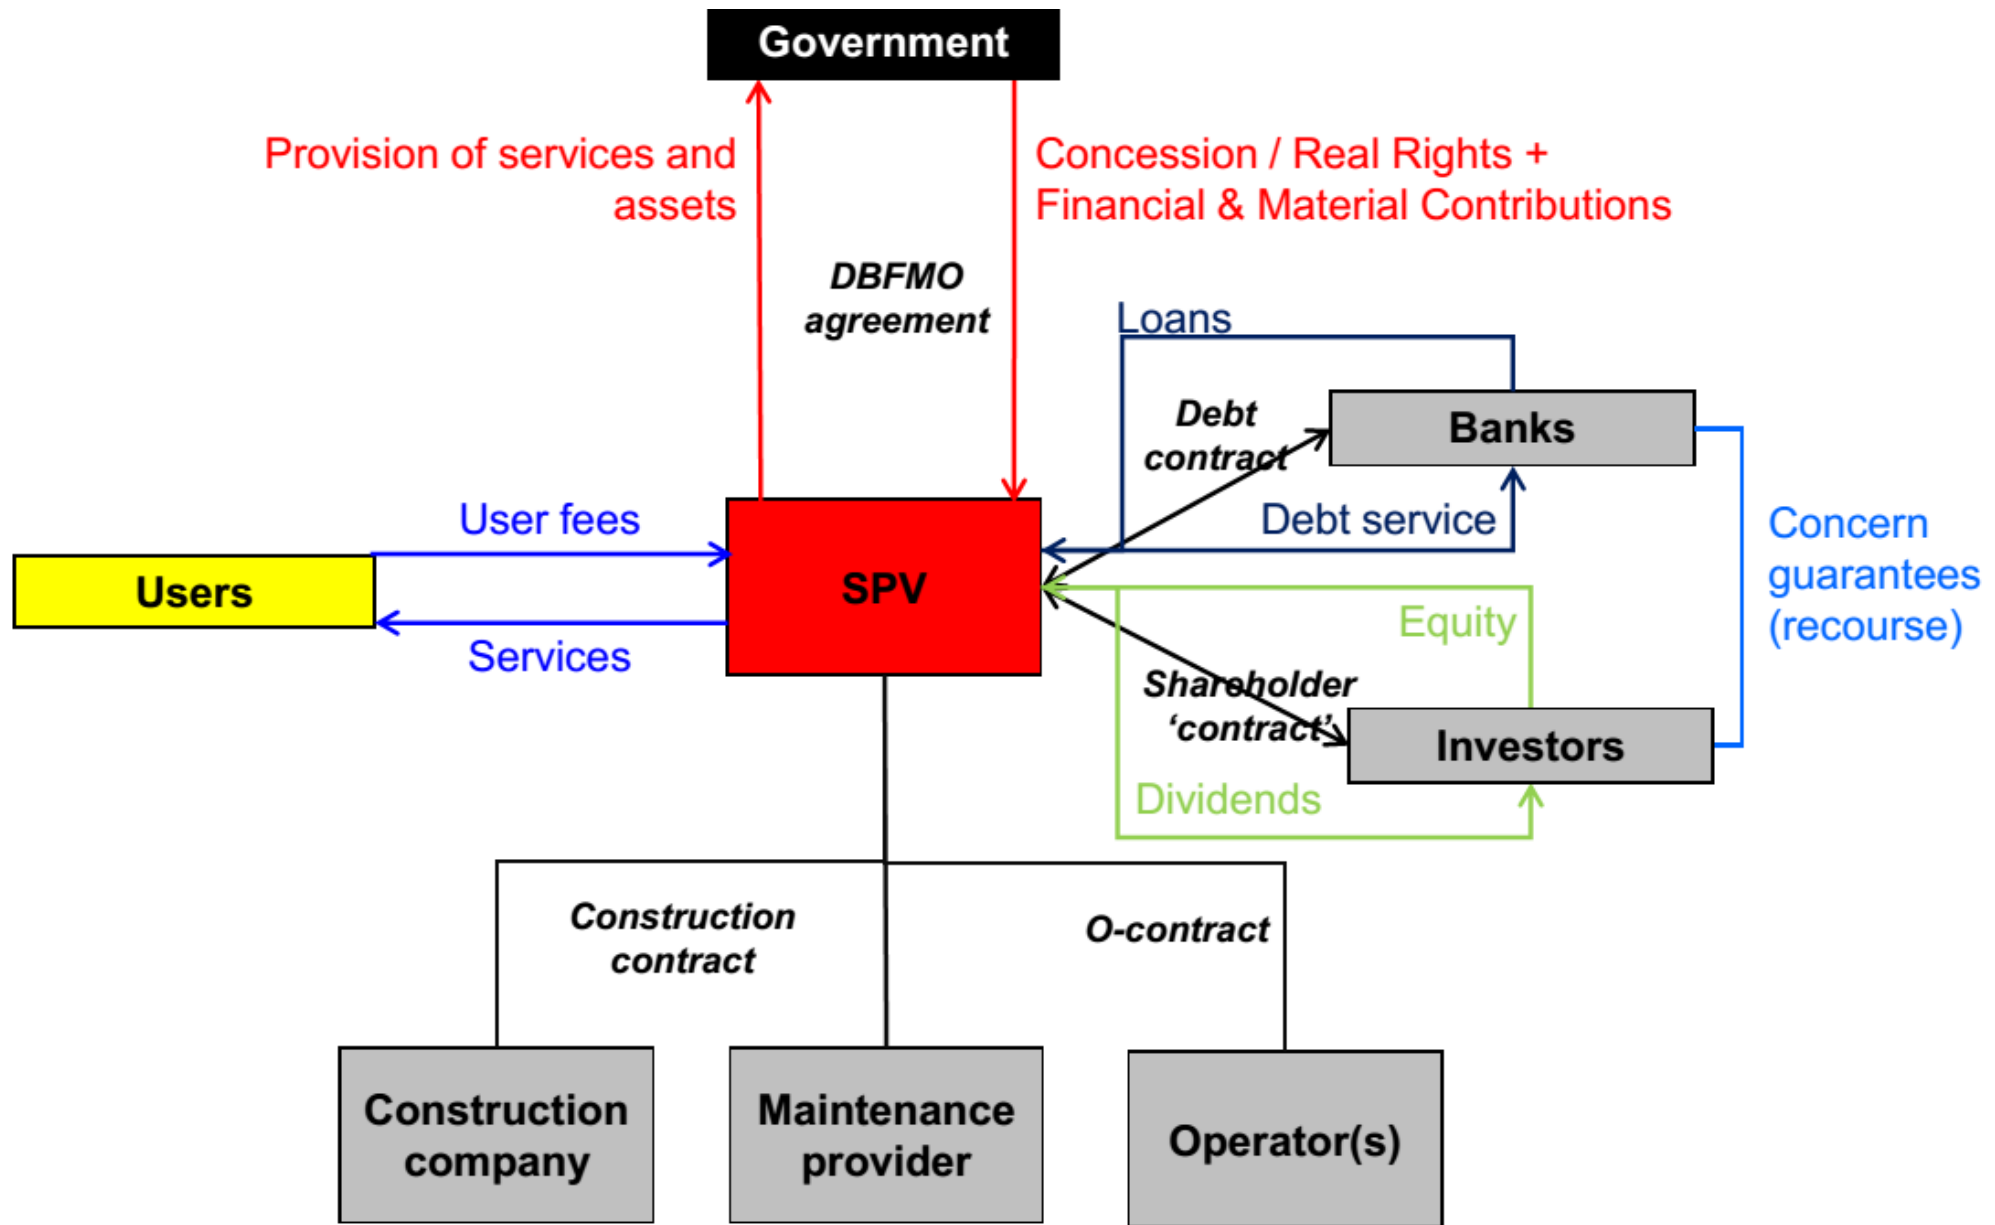 Government
Provision of services and
assets
Concession / Real Rights +
Financial & Material Contributions
DBFMO
agreement
Loans
Debt
contract
Banks
User fees
Debt service
Concern
guarantees
(recourse)
Users
SPV
Equity
Services
Shareholder
‘contract’
Investors
Dividends
Construction
contract
O-contract
Construction
company
Maintenance
provider
Operator(s)